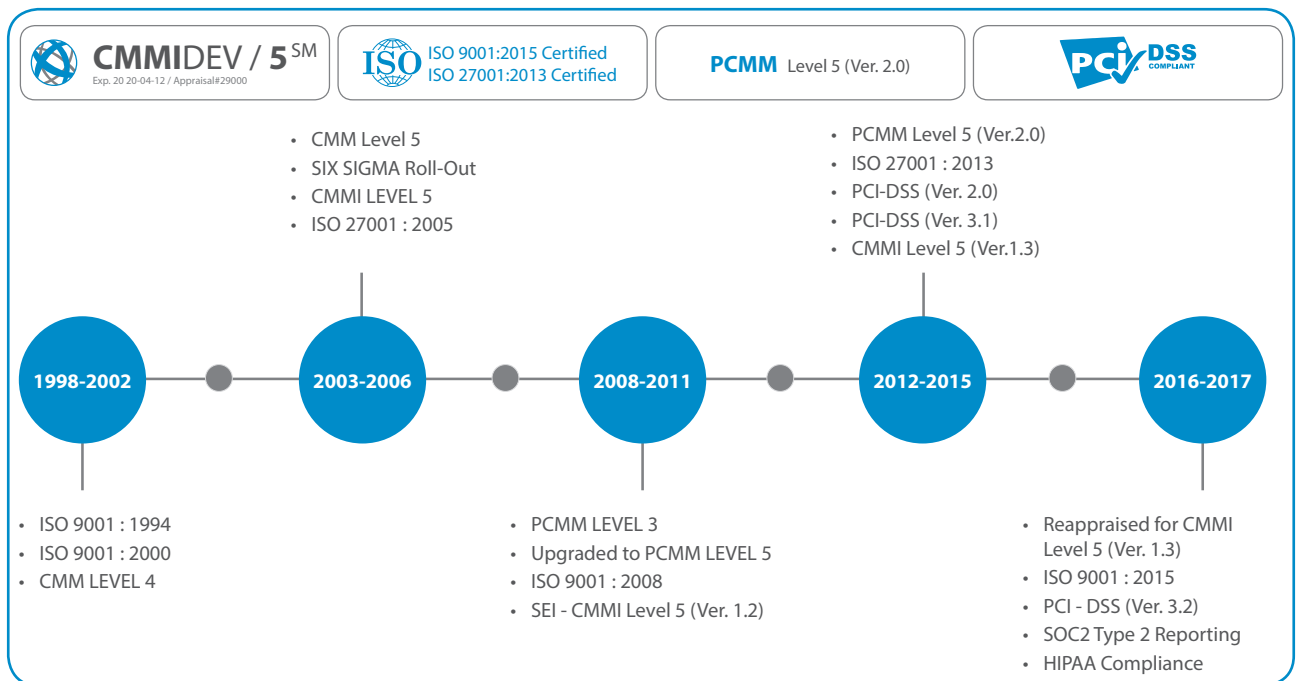 CMMIDEV / 5 SM
Exp. 20 20-04-12 / Appraisal#29000
ISO
ISO 9001:2015 Certified
ISO 27001:2013 Certified
PCMM Level 5 (Ver. 2.0)
PCi DSS
COMPLIANT
• CMM Level 5
• SIX SIGMA Roll-Out
• CMMI LEVEL 5
• ISO 27001 : 2005
• PCMM Level 5 (Ver.2.0)
• ISO 27001 : 2013
• PCI-DSS (Ver. 2.0)
• PCI-DSS (Ver. 3.1)
• CMMI Level 5 (Ver.1.3)
1998-2002
2003-2006
2008-2011
2012-2015
2016-2017
• ISO 9001 : 1994
• ISO 9001 : 2000
• CMM LEVEL 4
• PCMM LEVEL 3
• Upgraded to PCMM LEVEL 5
• ISO 9001 : 2008
• SEI - CMMI Level 5 (Ver. 1.2)
• Reappraised for CMMI
Level 5 (Ver. 1.3)
• ISO 9001 : 2015
• PCI - DSS (Ver. 3.2)
• SOC2 Type 2 Reporting
• HIPAA Compliance